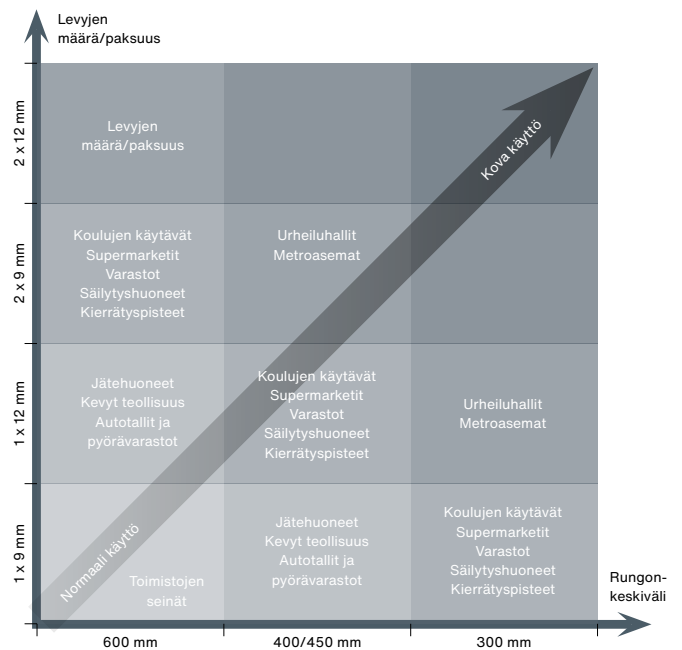 Levyjen
määrä/paksuus
2 x 12 mm
Levyjen
määrä/paksuus
Kova käyttö
2 x 9 mm
Koulujen käytävät
Supermarketit
Varastot
Säilytyshuoneet
Kierrätyspisteet
Urheiluhallit
Metroasemat
1 x 12 mm
Jätehuoneet
Kevyt teollisuus
Autotallit ja
pyörävarastot
Koulujen käytävät
Supermarketit
Varastot
Säilytyshuoneet
Kierrätyspisteet
Urheiluhallit
Metroasemat
1 x 9 mm
Normaali käyttö
Toimistojen
seinät
Jätehuoneet
Kevyt teollisuus
Autotallit ja
pyörävarastot
Koulujen käytävät
Supermarketit
Varastot
Säilytyshuoneet
Kierrätyspisteet
Rungon-
keskiväli
600 mm
400/450 mm
300 mm